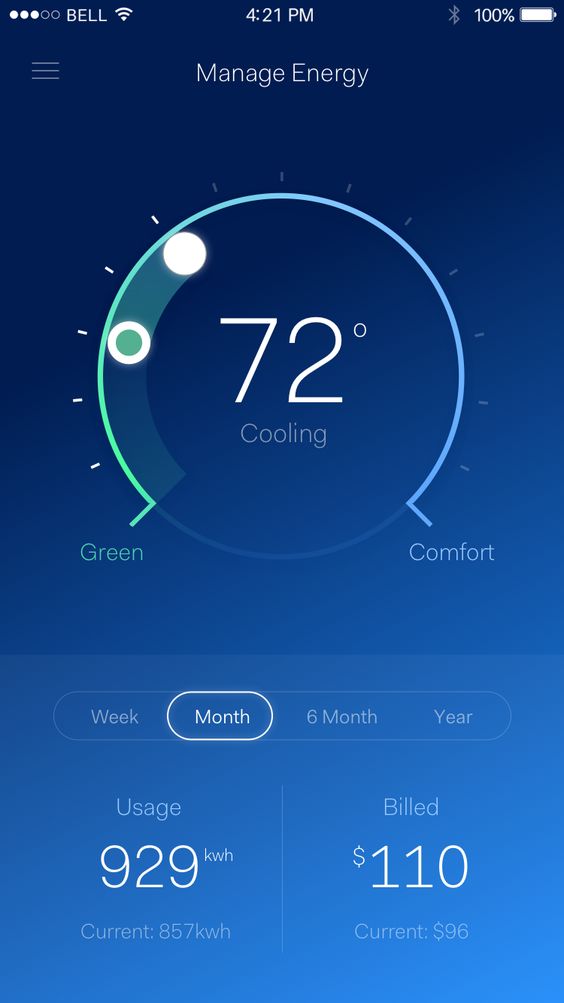 BELL 4:21 PM 100%
Manage Energy
72°
Cooling
Green Comfort
Week Month 6 Month Year
Usage Billed
929 kwh $110
Current: 857kwh Current: $96